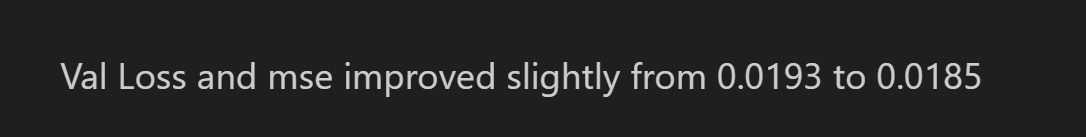 Val Loss and mse improved slightly from 0.0193 to 0.0185